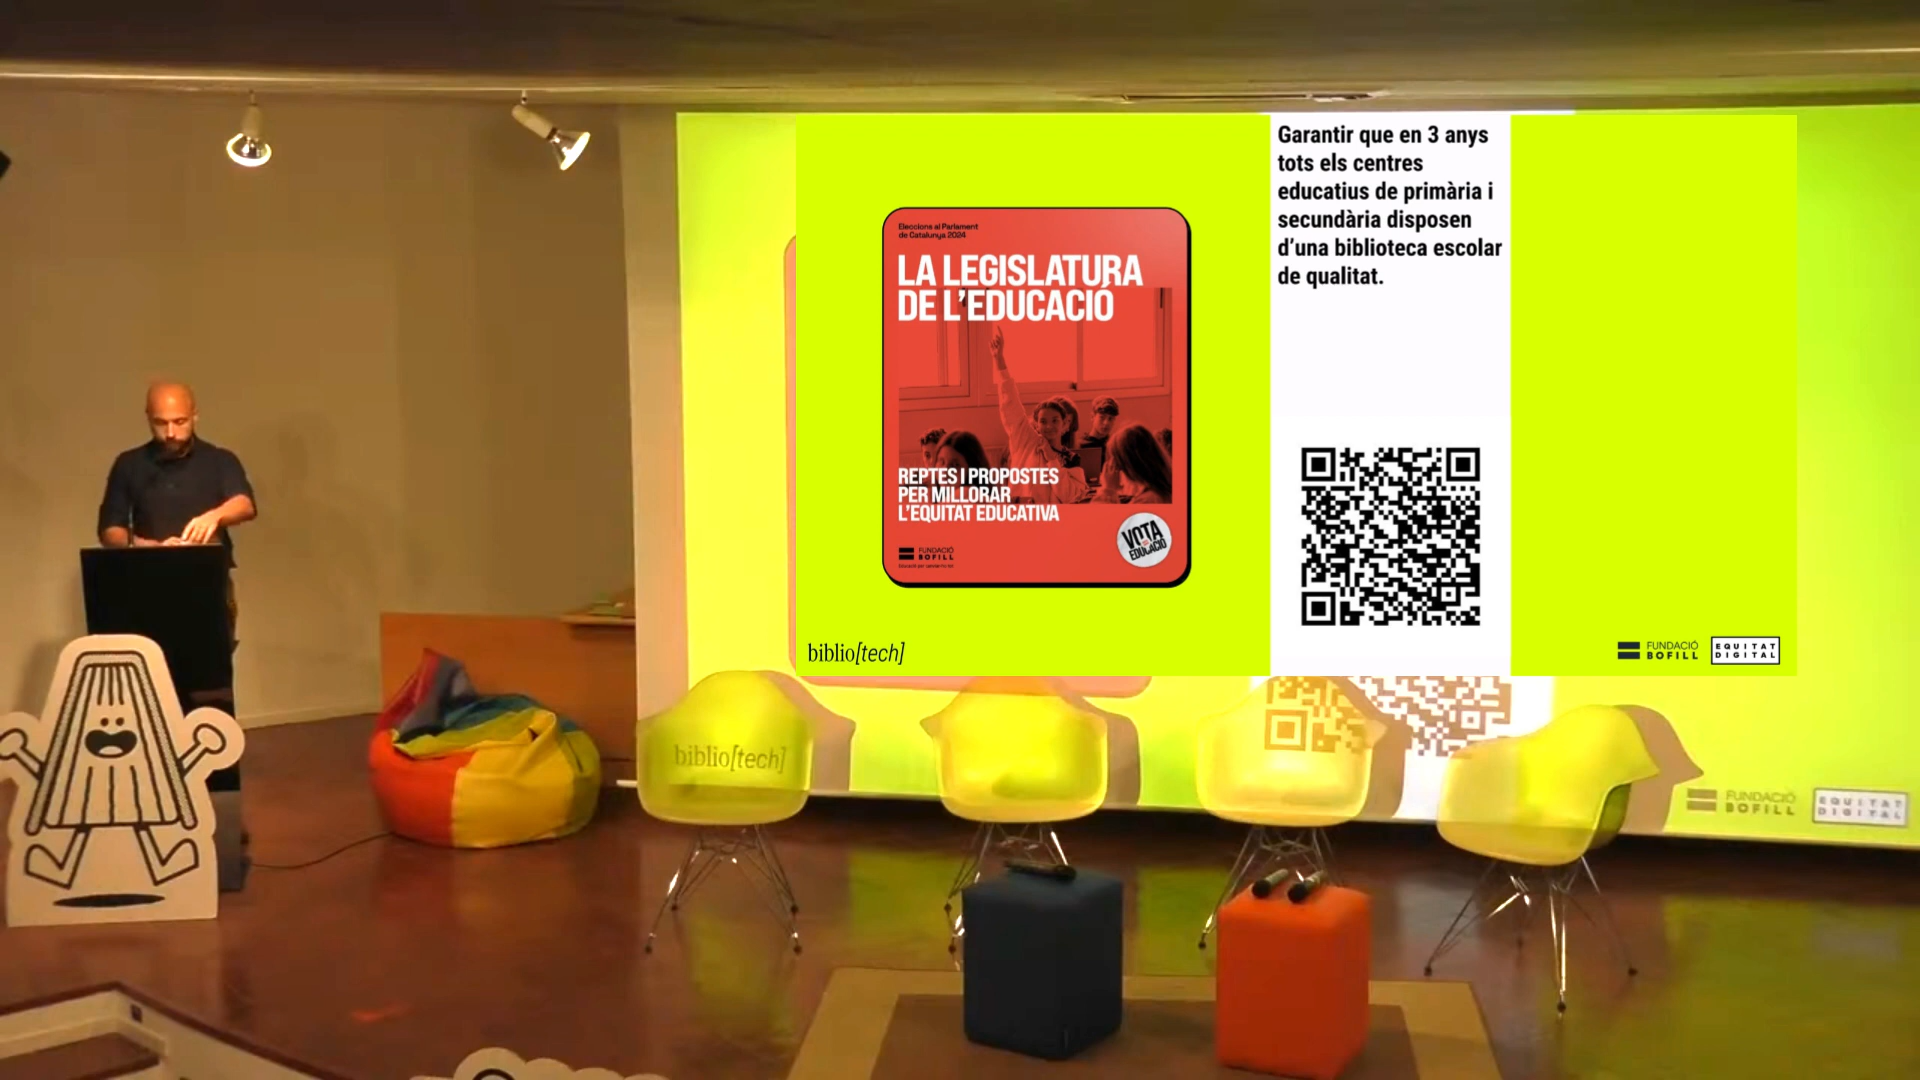 Eleccions al Parlament
de Catalunya 2024
LA LEGISLATURA
DE L'EDUCACIÓ
REPTES I PROPOSTES
PER MILLORAR
L'EQUITAT EDUCATIVA
VOTA
EDUCACIÓ
FUNDACIÓ
BOFILL
Garantir que en 3 anys
tots els centres
educatius de primària i
secundària disposen
d'una biblioteca escolar
de qualitat.
biblio[tech]
FUNDACIÓ
BOFILL
EQUITAT
DIGITAL
biblio[tech]
FUNDACIÓ
BOFILL
EQUITAT
DIGITAL